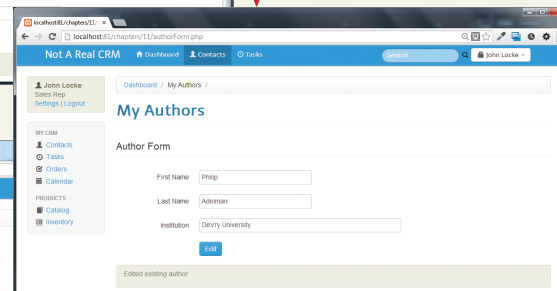 localhost:81/chapters/11/ ×
localhost:81/chapters/11/authorForm.php
Not A Real CRM Dashboard Contacts Tasks Search John Locke
John Locke
Sales Rep
Settings | Logout
Dashboard / My Authors /
My Authors
MY CRM
Contacts
Tasks
Orders
Calendar
PRODUCTS
Catalog
Inventory
Author Form
First Name Philip
Last Name Adelman
Institution DeVry University
Edit
Edited existing author